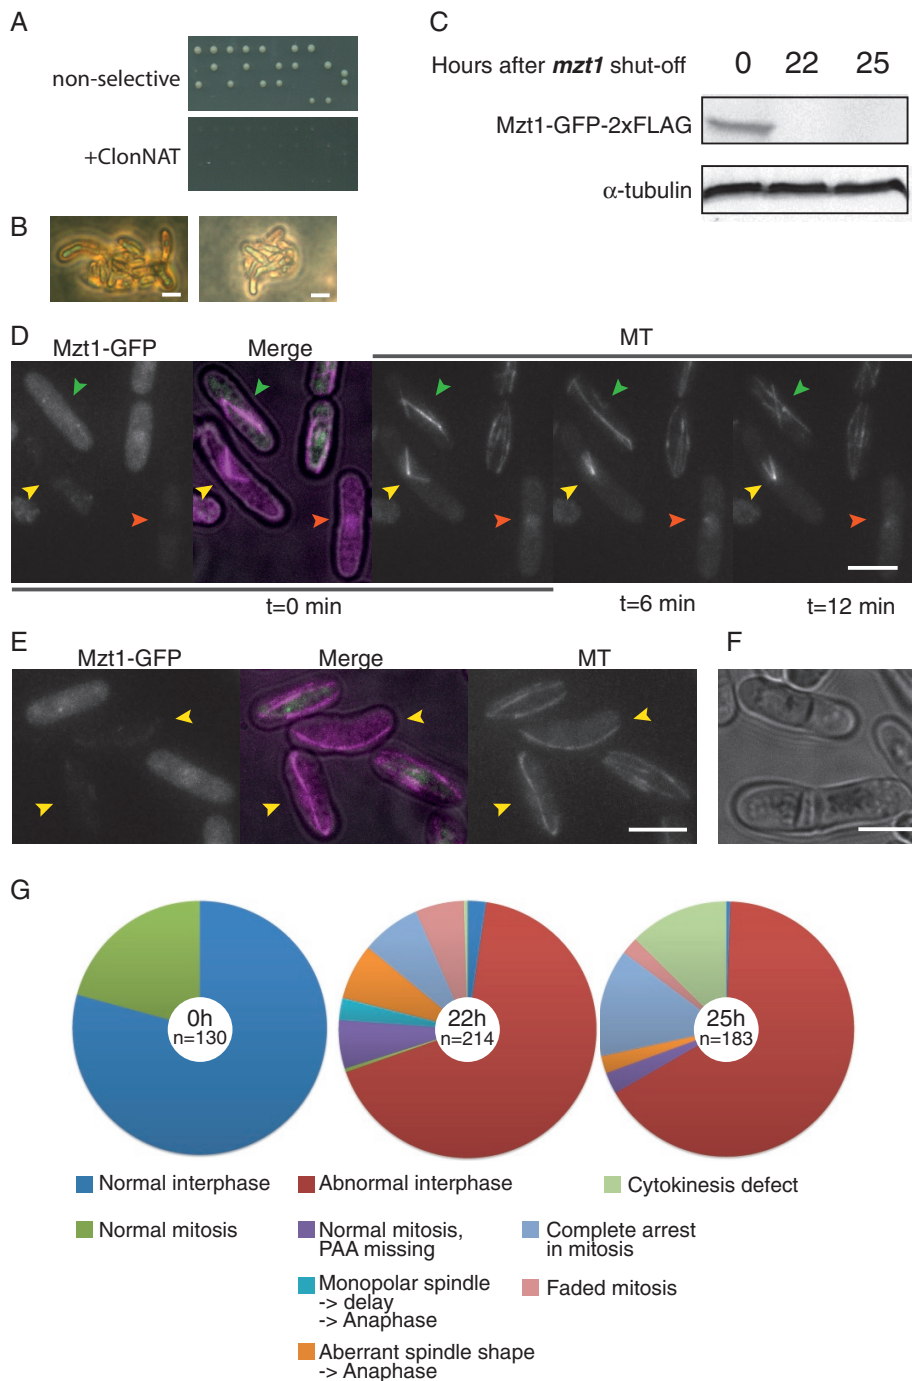 A
non-selective
+ClonNAT
B
C
Hours after mzt1 shut-off 0 22 25
Mzt1-GFP-2xFLAG
α-tubulin
D
Mzt1-GFP Merge MT
t=0 min t=6 min t=12 min
E
Mzt1-GFP Merge MT
F
G
0h
n=130
22h
n=214
25h
n=183
Normal interphase
Normal mitosis
Abnormal interphase
Normal mitosis,
PAA missing
Monopolar spindle
-> delay
-> Anaphase
Aberrant spindle shape
-> Anaphase
Cytokinesis defect
Complete arrest
in mitosis
Faded mitosis